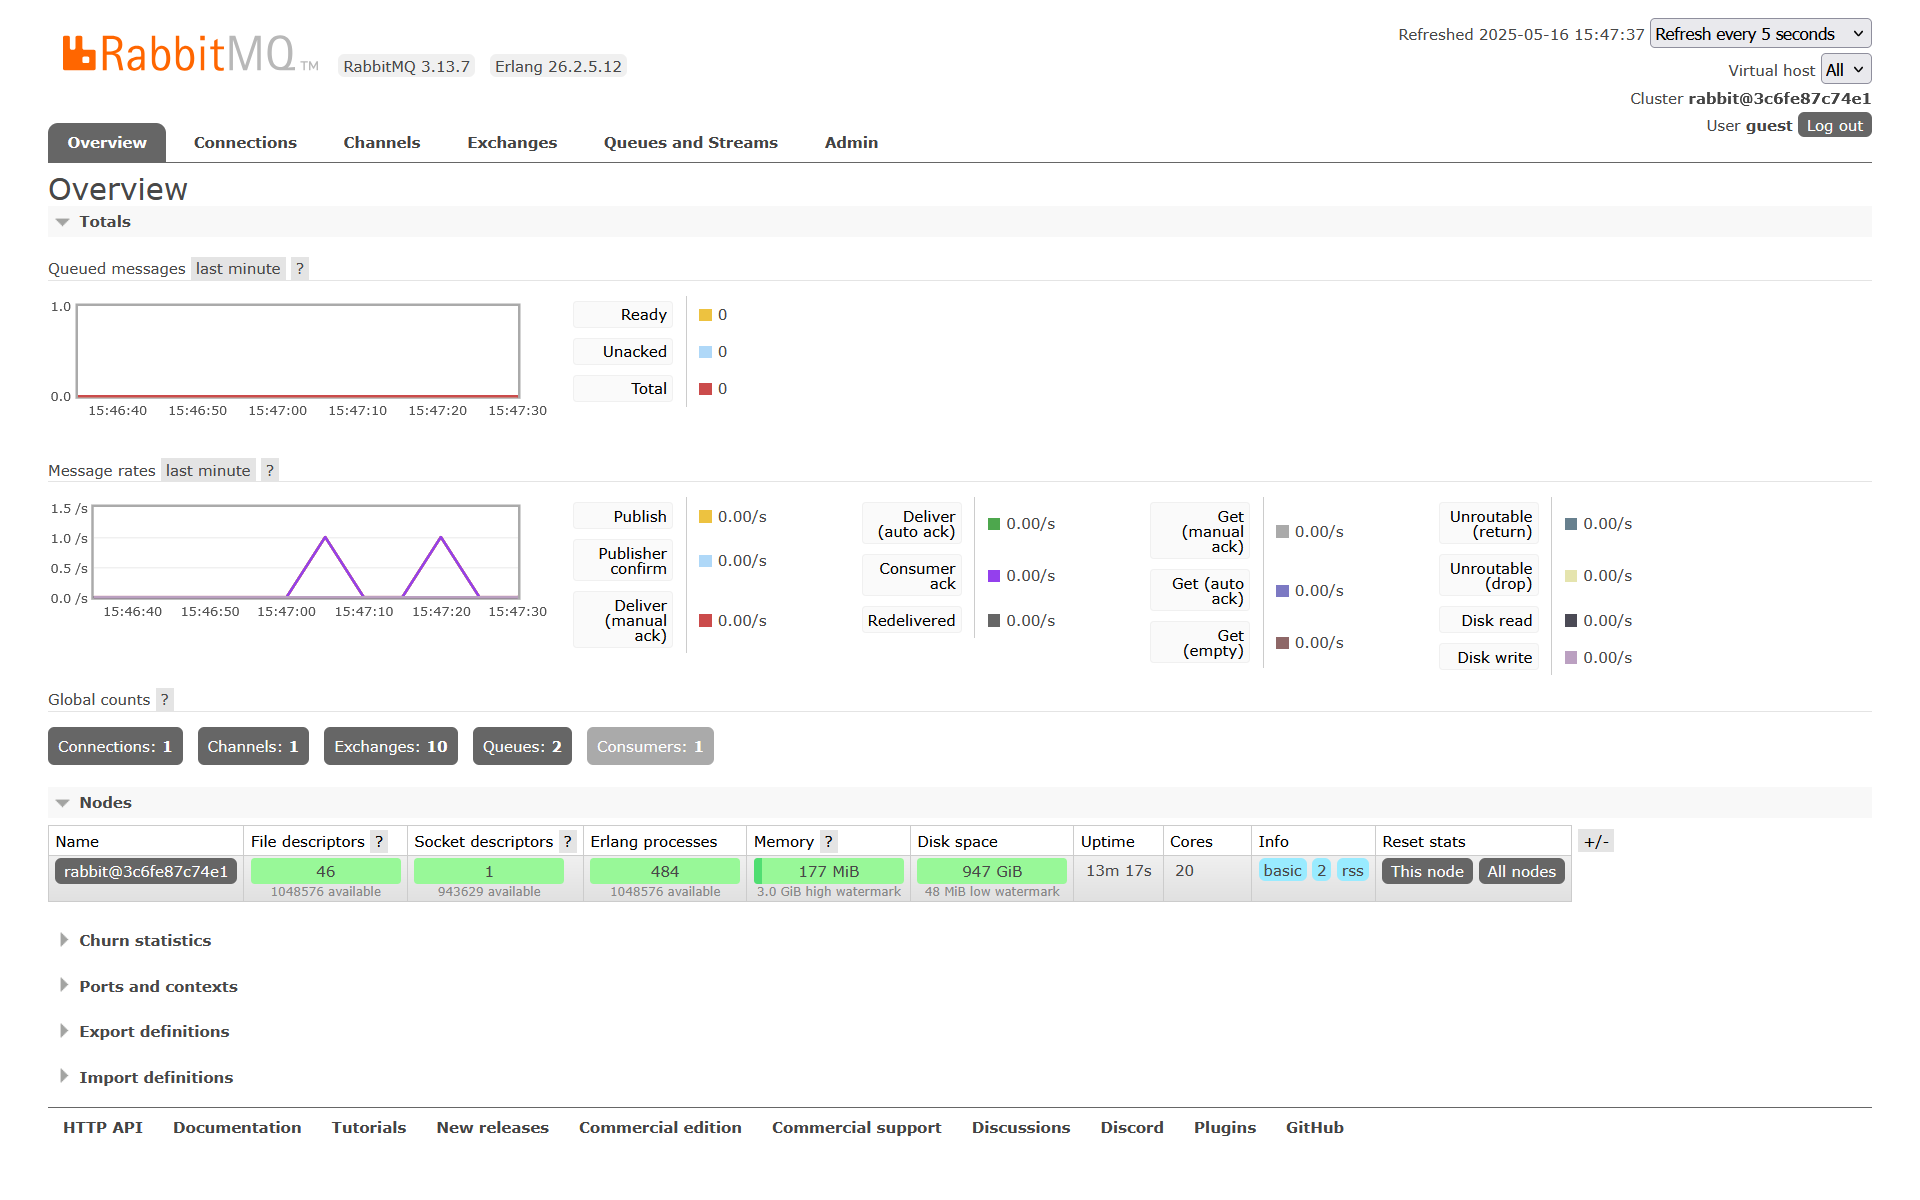 RabbitMQ TM RabbitMQ 3.13.7 Erlang 26.2.5.12
Refreshed 2025-05-16 15:47:37 Refresh every 5 seconds
Virtual host All
Cluster rabbit@3c6fe87c74e1
User guest Log out
Overview Connections Channels Exchanges Queues and Streams Admin
Overview
Totals
Queued messages last minute ?
1.0
0.0
15:46:40 15:46:50 15:47:00 15:47:10 15:47:20 15:47:30
Ready 0
Unacked 0
Total 0
Message rates last minute ?
1.5 /s
1.0 /s
0.5 /s
0.0 /s
15:46:40 15:46:50 15:47:00 15:47:10 15:47:20 15:47:30
Publish 0.00/s
Publisher
confirm 0.00/s
Deliver
(manual
ack) 0.00/s
Deliver
(auto ack) 0.00/s
Consumer
ack 0.00/s
Redelivered 0.00/s
Get
(manual
ack) 0.00/s
Get (auto
ack) 0.00/s
Get
(empty) 0.00/s
Unroutable
(return) 0.00/s
Unroutable
(drop) 0.00/s
Disk read 0.00/s
Disk write 0.00/s
Global counts ?
Connections: 1 Channels: 1 Exchanges: 10 Queues: 2 Consumers: 1
Nodes
Name File descriptors ? Socket descriptors ? Erlang processes Memory ? Disk space Uptime Cores Info Reset stats +/-
rabbit@3c6fe87c74e1 46 1 484 177 MiB 947 GiB 13m 17s 20 basic 2 rss This node All nodes
1048576 available 943629 available 1048576 available 3.0 GiB high watermark 48 MiB low watermark
Churn statistics
Ports and contexts
Export definitions
Import definitions
HTTP API Documentation Tutorials New releases Commercial edition Commercial support Discussions Discord Plugins GitHub